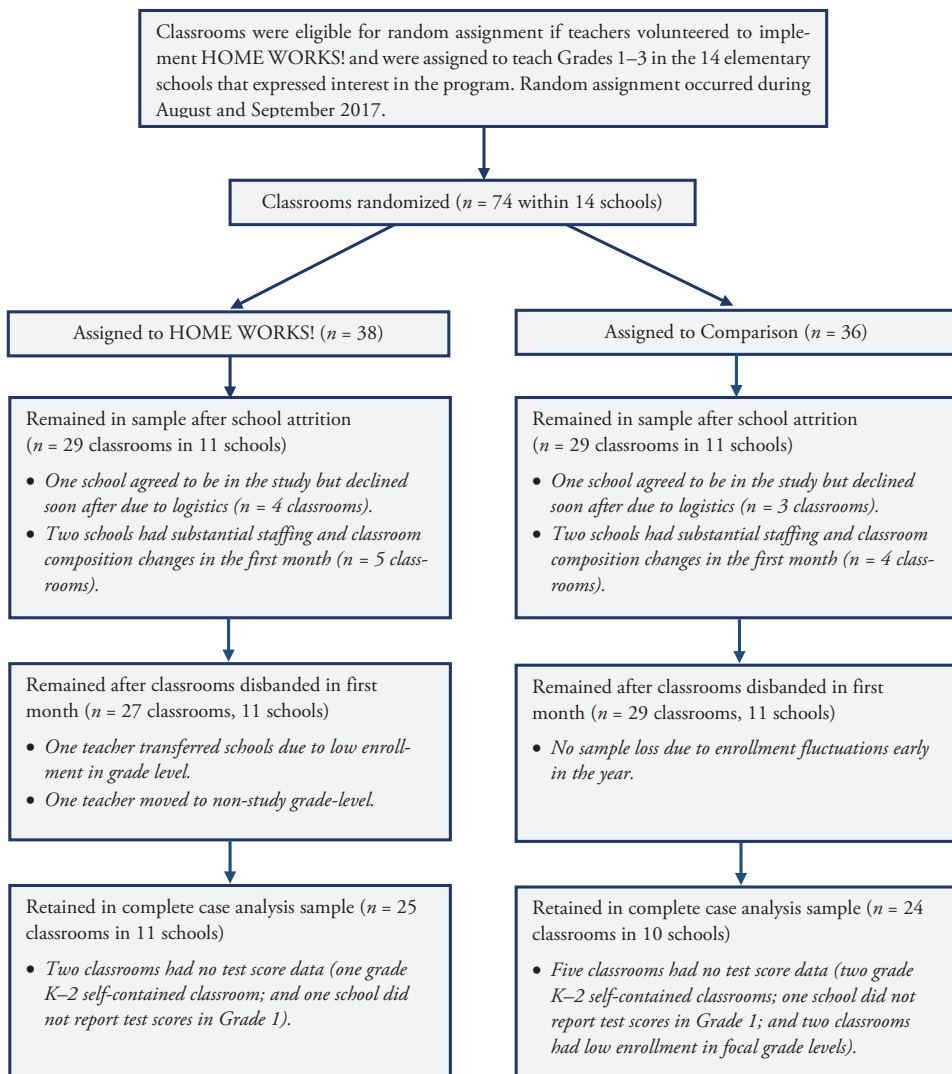 Classrooms were eligible for random assignment if teachers volunteered to imple-
ment HOME WORKS! and were assigned to teach Grades 1–3 in the 14 elementary
schools that expressed interest in the program. Random assignment occurred during
August and September 2017.
Classrooms randomized (n = 74 within 14 schools)
Assigned to HOME WORKS! (n = 38)
Remained in sample after school attrition
(n = 29 classrooms in 11 schools)
• One school agreed to be in the study but declined
soon after due to logistics (n = 4 classrooms).
• Two schools had substantial staffing and classroom
composition changes in the first month (n = 5 class-
rooms).
Remained after classrooms disbanded in first
month (n = 27 classrooms, 11 schools)
• One teacher transferred schools due to low enroll-
ment in grade level.
• One teacher moved to non-study grade-level.
Retained in complete case analysis sample (n = 25
classrooms in 11 schools)
• Two classrooms had no test score data (one grade
K–2 self-contained classroom; and one school did
not report test scores in Grade 1).
Assigned to Comparison (n = 36)
Remained in sample after school attrition
(n = 29 classrooms in 11 schools)
• One school agreed to be in the study but declined
soon after due to logistics (n = 3 classrooms).
• Two schools had substantial staffing and classroom
composition changes in the first month (n = 4 class-
rooms).
Remained after classrooms disbanded in first
month (n = 29 classrooms, 11 schools)
• No sample loss due to enrollment fluctuations early
in the year.
Retained in complete case analysis sample (n = 24
classrooms in 10 schools)
• Five classrooms had no test score data (two grade
K–2 self-contained classrooms; one school did not
report test scores in Grade 1; and two classrooms
had low enrollment in focal grade levels).